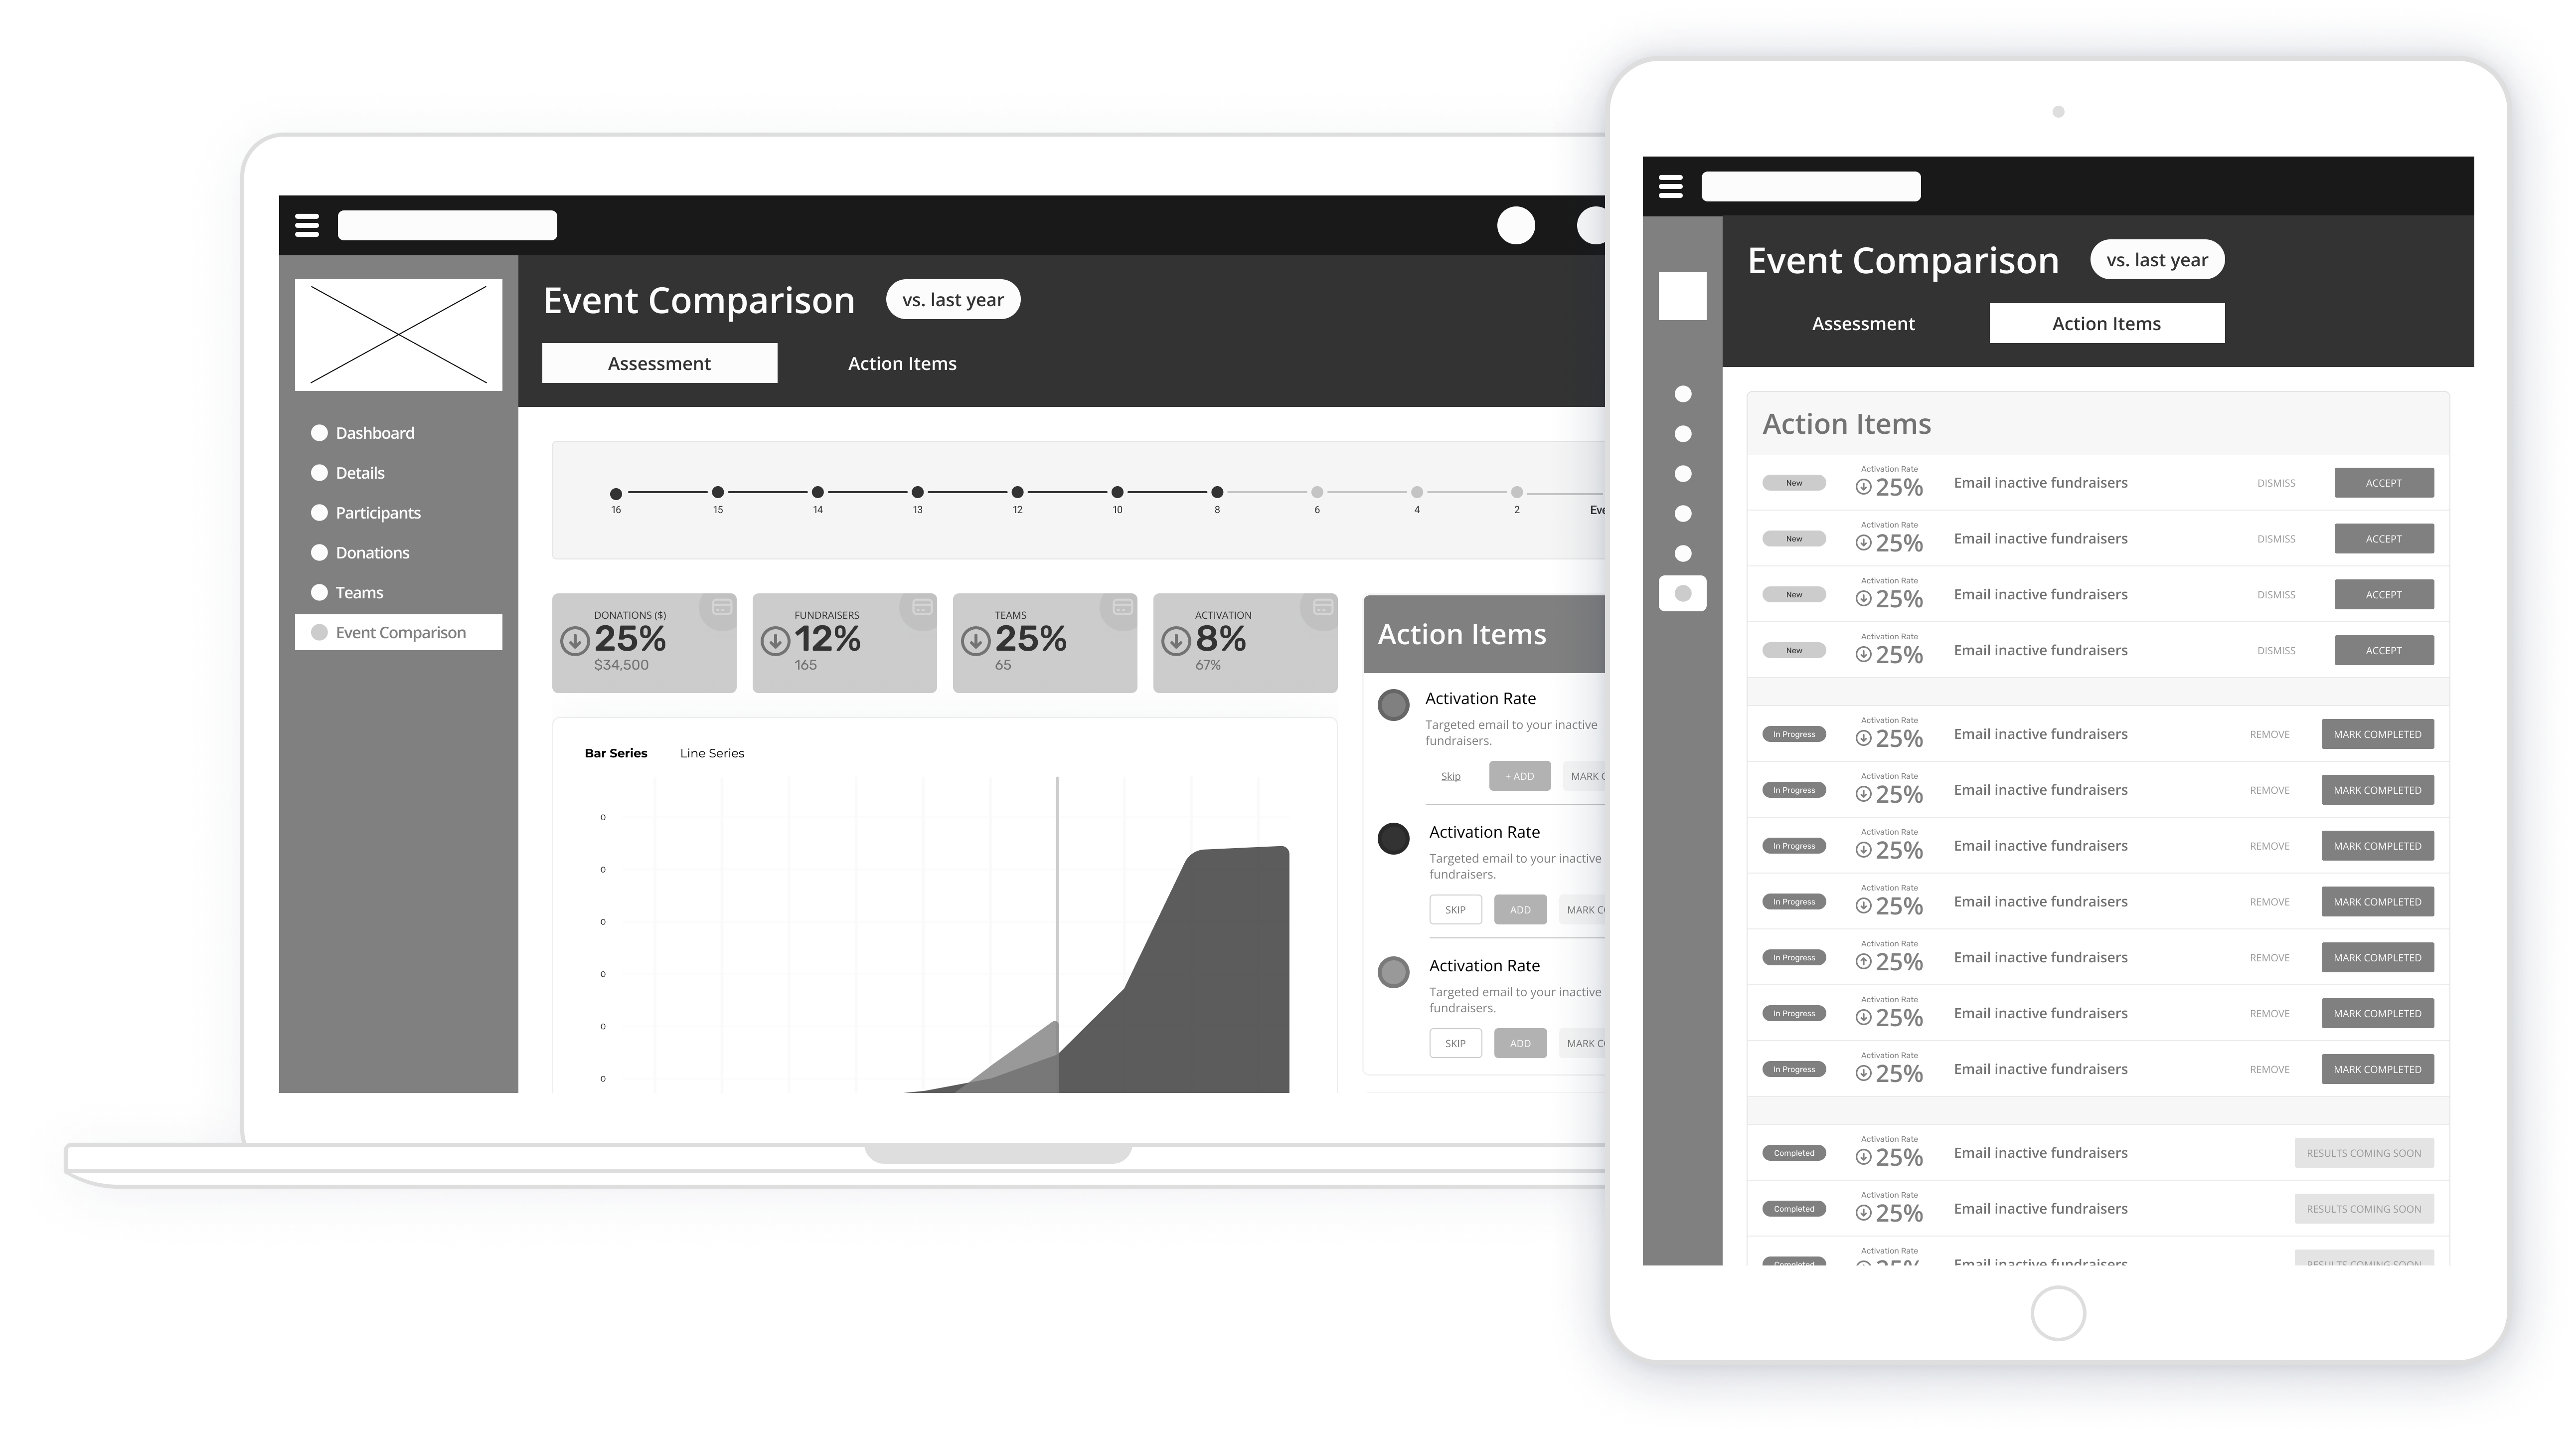 Event Comparison
vs. last year
Assessment
Action Items
Dashboard
Details
Participants
Donations
Teams
Event Comparison
16 15 14 13 12 10 8 6 4 2
DONATIONS ($)
25%
$34,500
FUNDRAISERS
12%
165
TEAMS
25%
65
ACTIVATION
8%
67%
Bar Series Line Series
0
0
0
0
0
0
Action Items
Activation Rate
Targeted email to your inactive
fundraisers.
Skip + ADD MARK
Activation Rate
Targeted email to your inactive
fundraisers.
SKIP ADD MARK
Activation Rate
Targeted email to your inactive
fundraisers.
SKIP ADD MARK
Event Comparison
vs. last year
Assessment
Action Items
Action Items
Activation Rate
New 25% Email inactive fundraisers DISMISS ACCEPT
Activation Rate
New 25% Email inactive fundraisers DISMISS ACCEPT
Activation Rate
New 25% Email inactive fundraisers DISMISS ACCEPT
Activation Rate
New 25% Email inactive fundraisers DISMISS ACCEPT
Activation Rate
In Progress 25% Email inactive fundraisers REMOVE MARK COMPLETED
Activation Rate
In Progress 25% Email inactive fundraisers REMOVE MARK COMPLETED
Activation Rate
In Progress 25% Email inactive fundraisers REMOVE MARK COMPLETED
Activation Rate
In Progress 25% Email inactive fundraisers REMOVE MARK COMPLETED
Activation Rate
In Progress 25% Email inactive fundraisers REMOVE MARK COMPLETED
Activation Rate
In Progress 25% Email inactive fundraisers REMOVE MARK COMPLETED
Activation Rate
In Progress 25% Email inactive fundraisers REMOVE MARK COMPLETED
Activation Rate
Completed 25% Email inactive fundraisers RESULTS COMING SOON
Activation Rate
Completed 25% Email inactive fundraisers RESULTS COMING SOON
Activation Rate
Completed 25% Email inactive fundraisers RESULTS COMING SOON